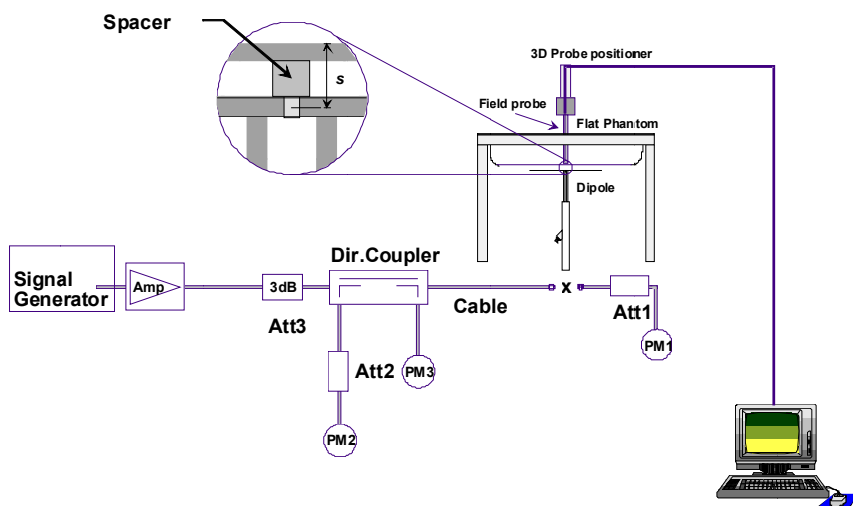 Spacer
s
3D Probe positioner
Field probe
Flat Phantom
Dipole
Dir.Coupler
Signal
Generator
Amp
3dB
Att3
Cable
x
Att1
PM1
Att2
PM3
PM2